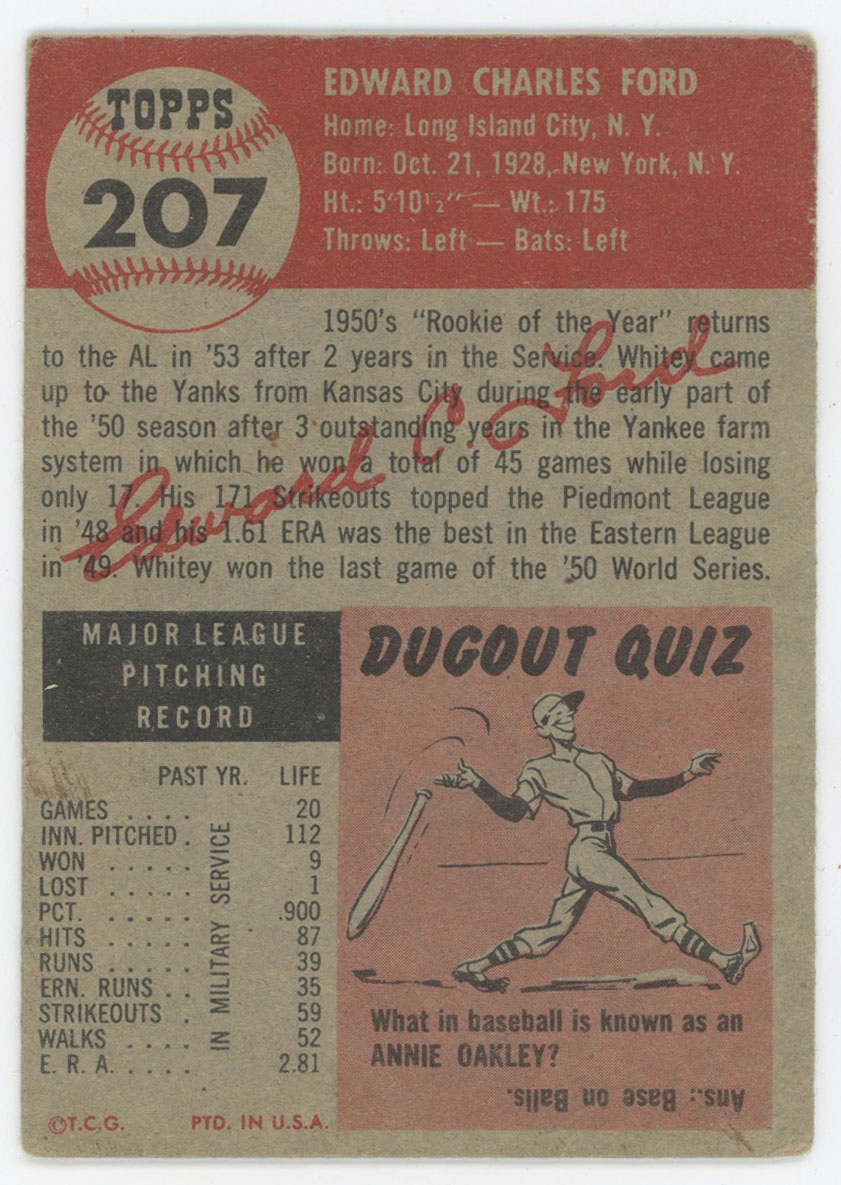 TOPPS
207
EDWARD CHARLES FORD
Home: Long Island City, N. Y.
Born: Oct. 21, 1928, New York, N. Y.
Ht.: 5'10½" — Wt.: 175
Throws: Left — Bats: Left
1950's "Rookie of the Year" returns
to the AL in '53 after 2 years in the Service. Whitey came
up to the Yanks from Kansas City during the early part of
the '50 season after 3 outstanding years in the Yankee farm
system in which he won a total of 45 games while losing
only 17. His 171 Strikeouts topped the Piedmont League
in '48 and his 1.61 ERA was the best in the Eastern League
in '49. Whitey won the last game of the '50 World Series.
Edward C. Ford
MAJOR LEAGUE
PITCHING
RECORD
PAST YR. LIFE
GAMES . . . . 20
INN. PITCHED . 112
WON . . . . . 9
LOST . . . . . 1
PCT. . . . . . .900
HITS . . . . . 87
RUNS . . . . . 39
ERN. RUNS . . 35
STRIKEOUTS . 59
WALKS . . . . 52
E. R. A. . . . . 2.81
IN MILITARY SERVICE
©T.C.G. PTD. IN U.S.A.
DUGOUT QUIZ
What in baseball is known as an
ANNIE OAKLEY?
Ans.: Base on Balls.